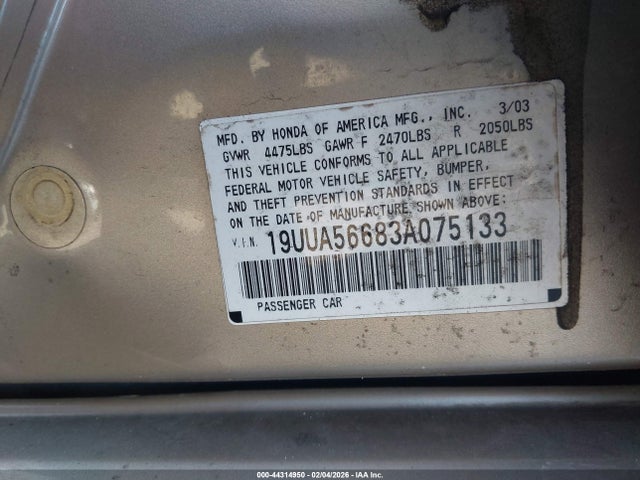 MFD. BY HONDA OF AMERICA MFG., INC. 3/03
GVWR 4475LBS GAWR F 2470LBS R 2050LBS
THIS VEHICLE CONFORMS TO ALL APPLICABLE
FEDERAL MOTOR VEHICLE SAFETY, BUMPER,
AND THEFT PREVENTION STANDARDS IN EFFECT
ON THE DATE OF MANUFACTURE SHOWN ABOVE:
V.I.N. 19UUA56683A075133
PASSENGER CAR
000-44314950 | 02/04/2026 | IAA Inc.